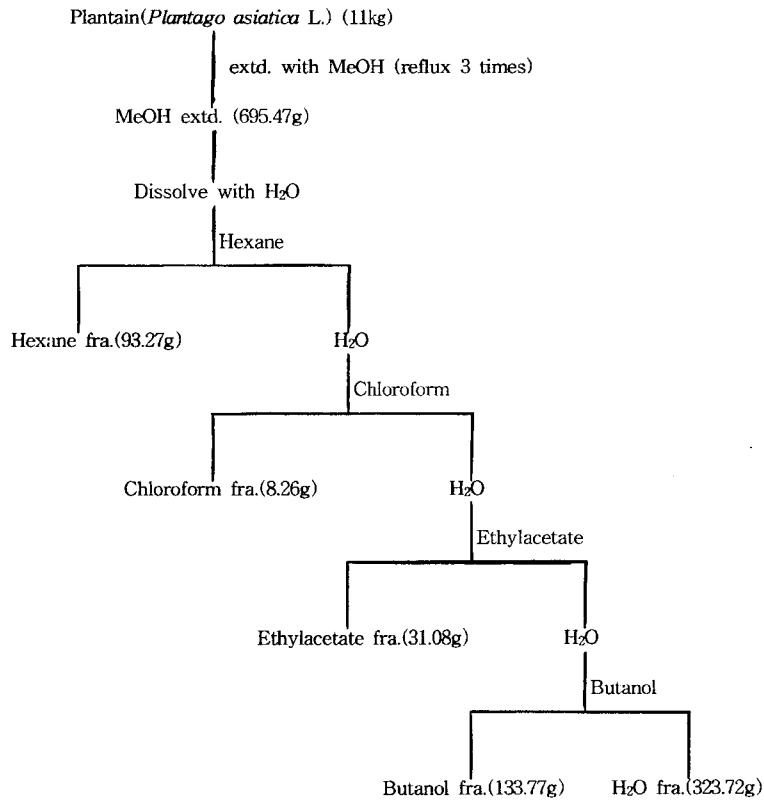 Plantain(Plantago asiatica L.) (11kg)
extd. with MeOH (reflux 3 times)
MeOH extd. (695.47g)
Dissolve with H₂O
Hexane
Hexane fra.(93.27g)
H₂O
Chloroform
Chloroform fra.(8.26g)
H₂O
Ethylacetate
Ethylacetate fra.(31.08g)
H₂O
Butanol
Butanol fra.(133.77g)
H₂O fra.(323.72g)